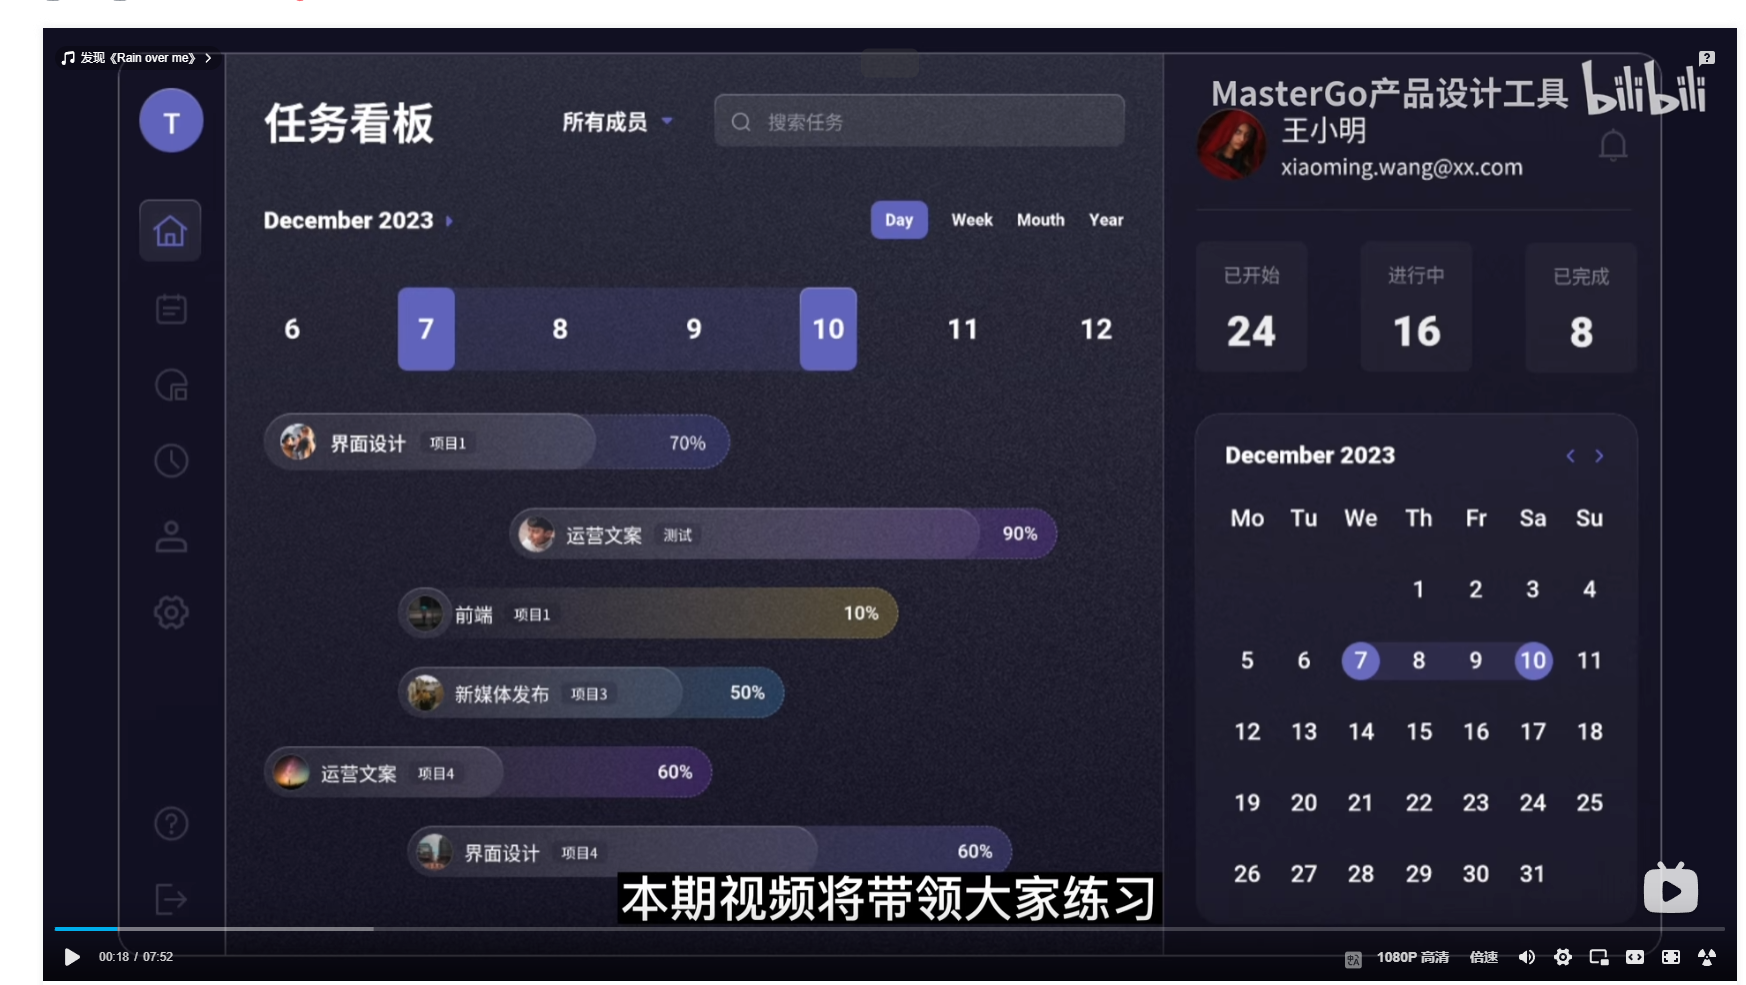 发现《Rain over me》
T
任务看板
所有成员
搜索任务
MasterGo产品设计工具
bilibili
王小明
xiaoming.wang@xx.com
December 2023
Day Week Mouth Year
6 7 8 9 10 11 12
已开始 进行中 已完成
24 16 8
界面设计 项目1 70%
运营文案 测试 90%
前端 项目1 10%
新媒体发布 项目3 50%
运营文案 项目4 60%
界面设计 项目4 60%
December 2023
Mo Tu We Th Fr Sa Su
1 2 3 4
5 6 7 8 9 10 11
12 13 14 15 16 17 18
19 20 21 22 23 24 25
26 27 28 29 30 31
本期视频将带领大家练习
00:18 / 07:52
1080P 高清 倍速